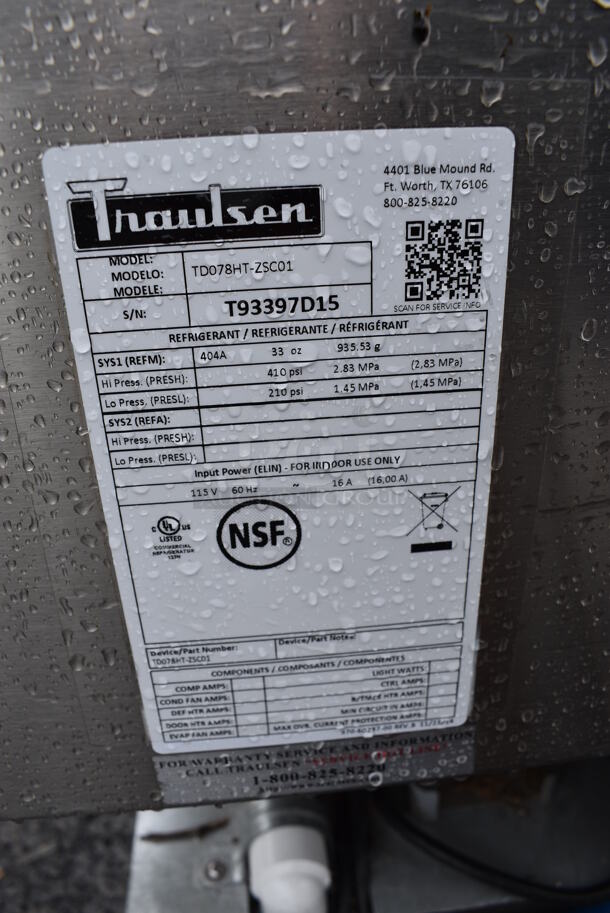 Traulsen
4401 Blue Mound Rd.
Ft. Worth, TX 76106
800-825-8220
MODEL:
MODELO:
MODELE:
TD078HT-ZSC01
S/N:
T93397D15
SCAN FOR SERVICE INFO
REFRIGERANT / REFRIGERANTE / RÉFRIGÉRANT
SYS1 (REFM): 404A 33 oz 935.53 g
Hi Press. (PRESH): 410 psi 2.83 MPa (2,83 MPa)
Lo Press. (PRESL): 210 psi 1.45 MPa (1,45 MPa)
SYS2 (REFA):
Hi Press. (PRESH):
Lo Press. (PRESL):
Input Power (ELIN) - FOR INDOOR USE ONLY
115 V 60 Hz ~ 16 A (16,00 A)
C UL US
LISTED
COMMERCIAL
REFRIGERATOR
NSF
Device/Part Number:
Device/Part Notes:
TD078HT-ZSC01
COMPONENTS / COMPOSANTS / COMPONENTES
COMP AMPS:
LIGHT WATTS:
COND FAN AMPS:
CTRL AMPS:
DEF HTR AMPS:
DOOR HTR AMPS:
MIN CIRCUIT IN AMPS:
EVAP FAN AMPS:
MAX OVR. CURRENT PROTECTION AMPS:
FOR WARRANTY SERVICE AND INFORMATION
CALL TRAULSEN
1-800-825-8220